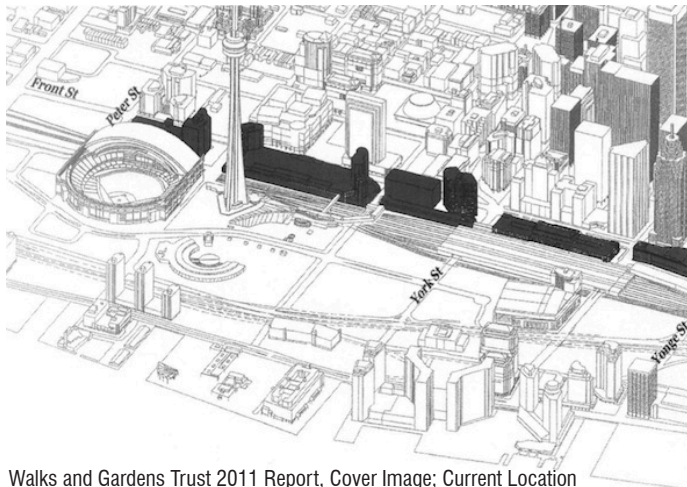 Front St
Peter St
York St
Yonge St
Walks and Gardens Trust 2011 Report, Cover Image; Current Location